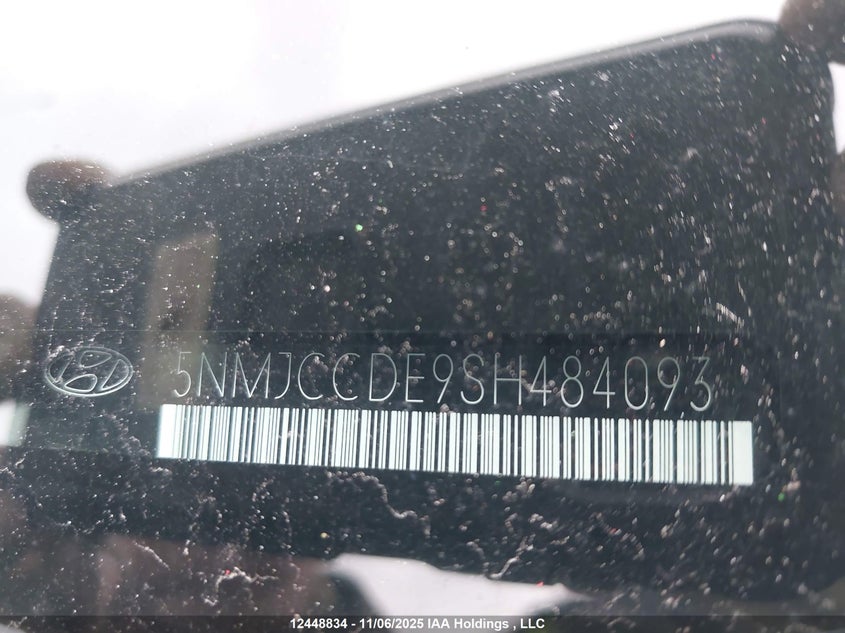 5NMJCCDE9SH484093
12448834 - 11/06/2025 IAA Holdings , LLC